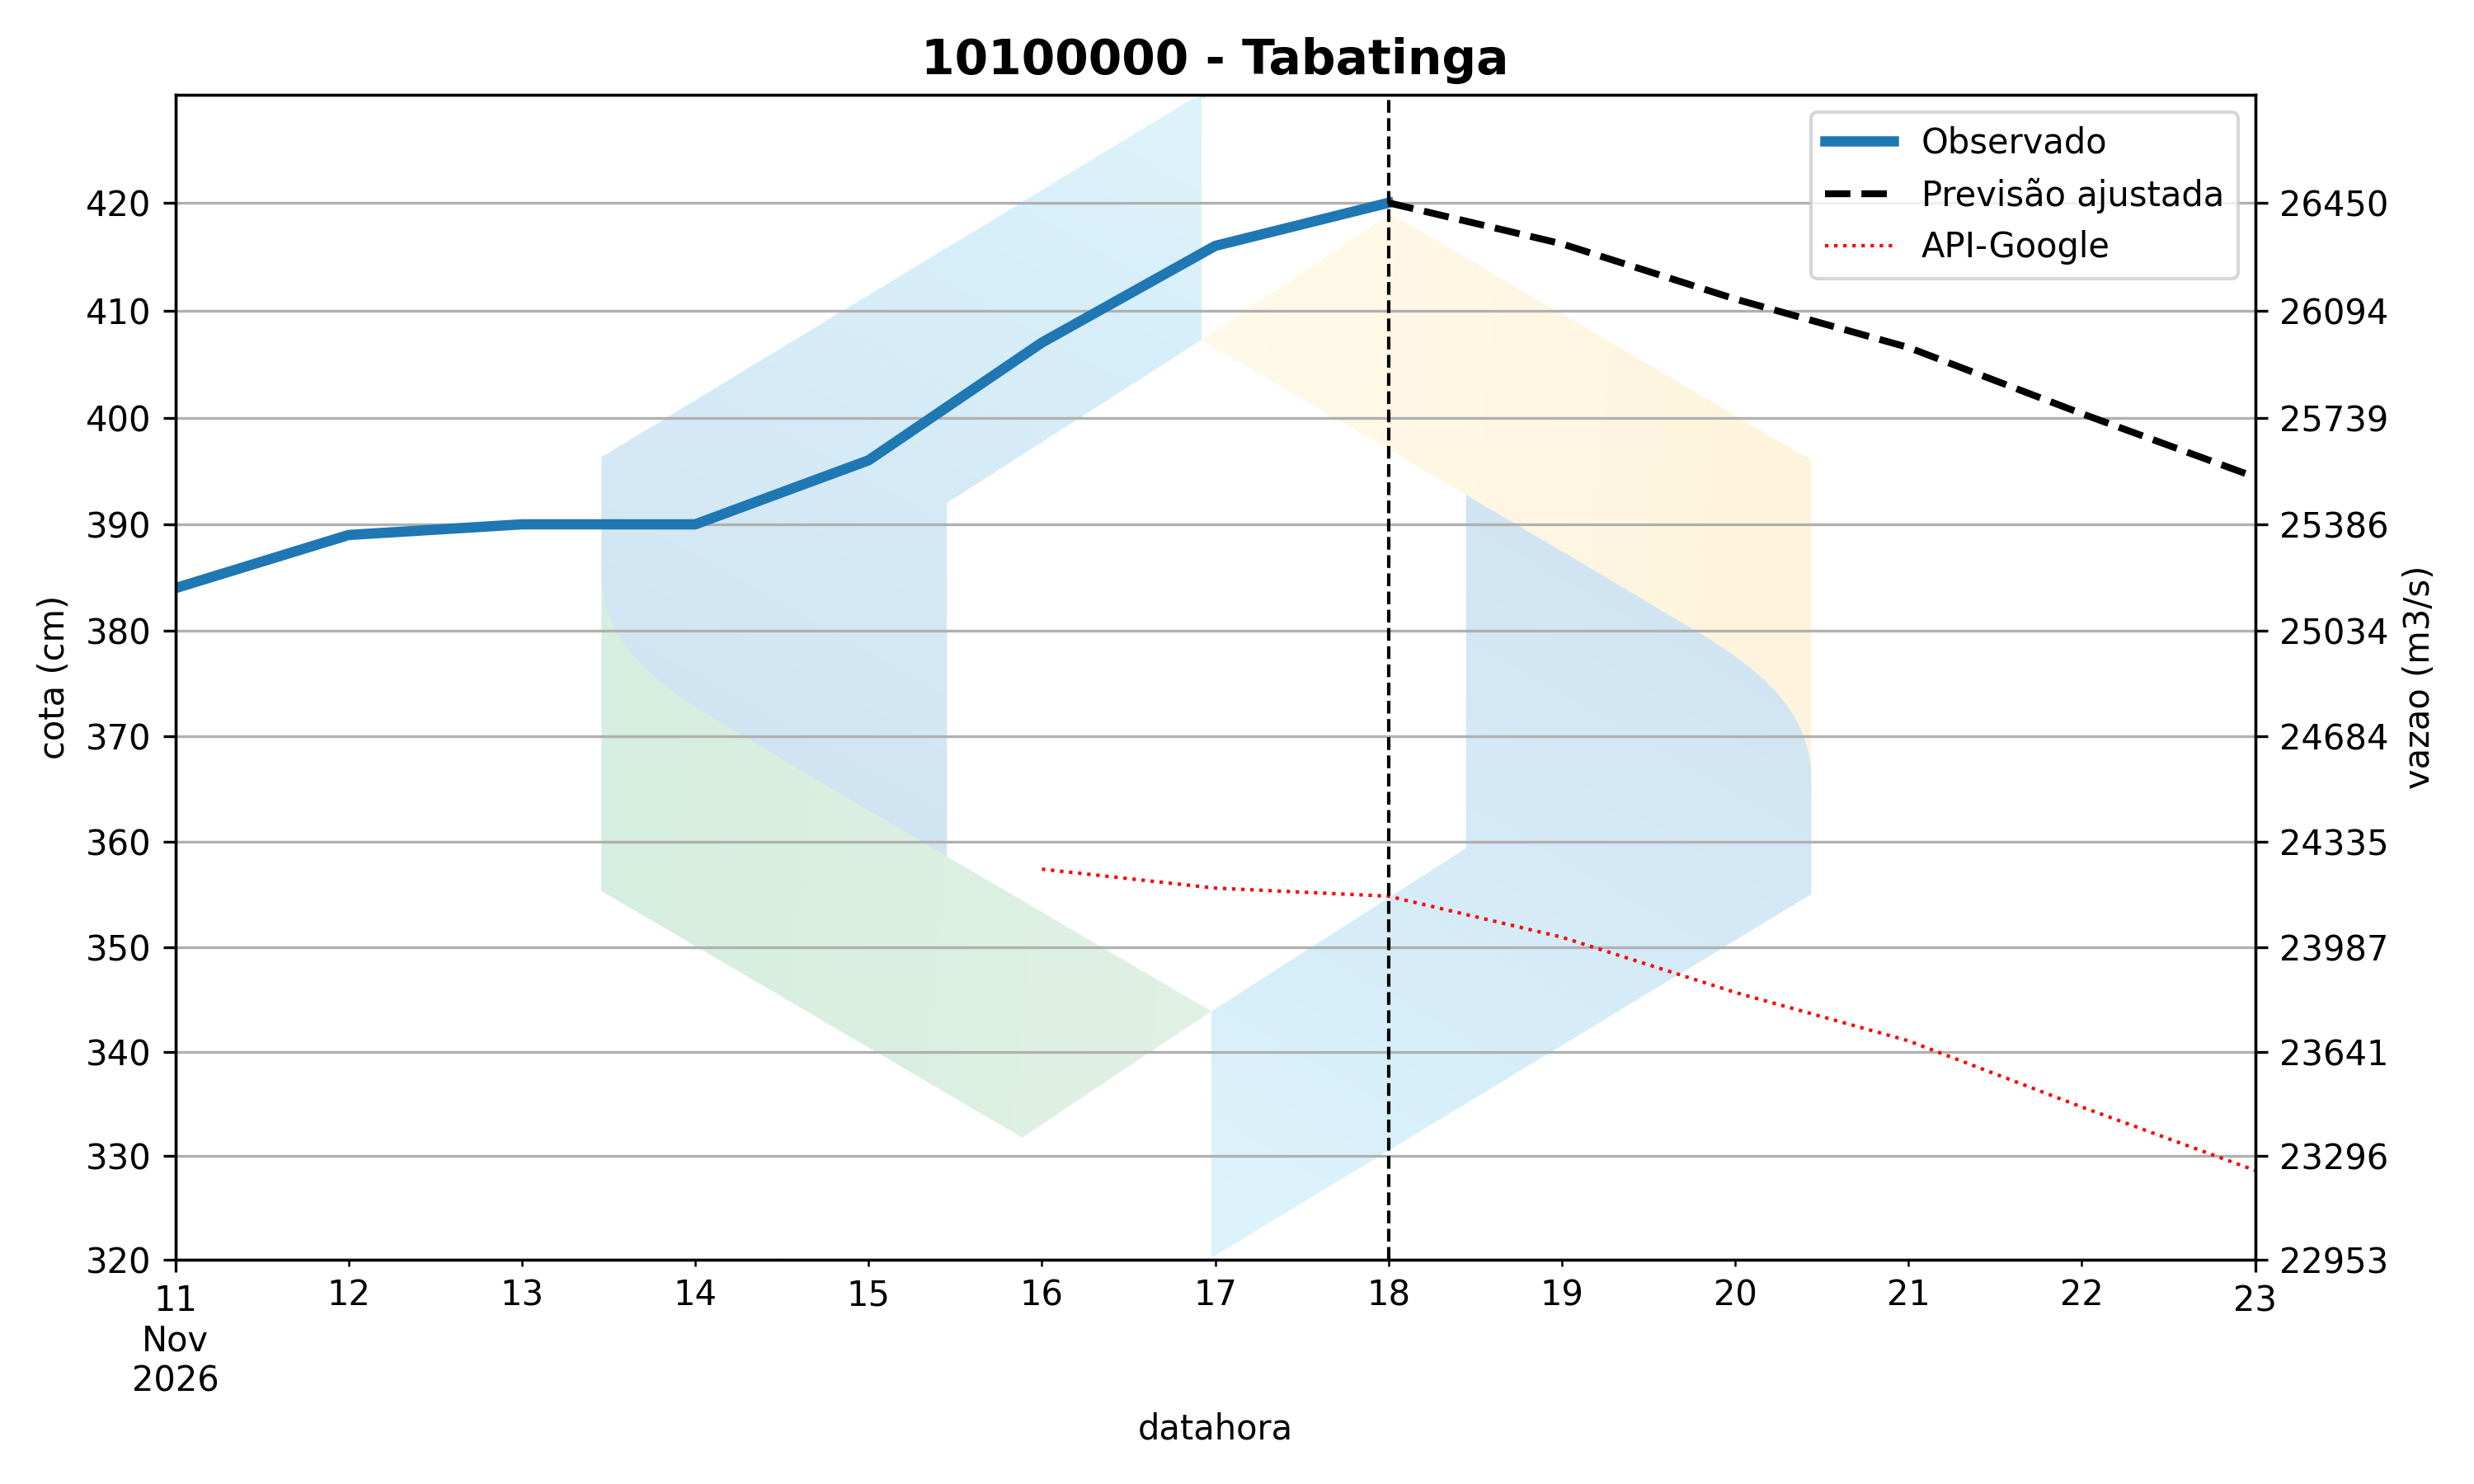 10100000 - Tabatinga
Observado
Previsão ajustada
API-Google
420
410
400
390
380
370
360
350
340
330
320
cota (cm)
26450
26094
25739
25386
25034
24684
24335
23987
23641
23296
22953
vazao (m3/s)
11 12 13 14 15 16 17 18 19 20 21 22 23
Nov
2026
datahora